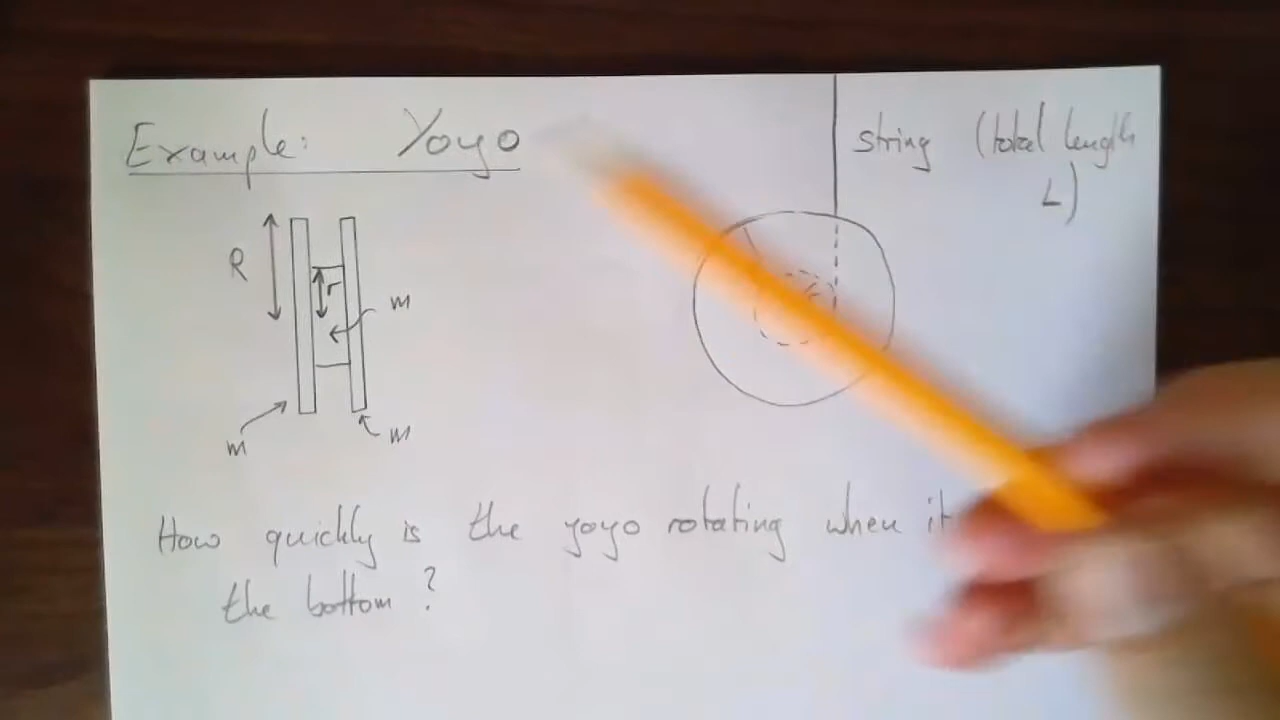 Example: Yoyo
string (total length
L)
R
r
m
m
m
How quickly is the yoyo rotating when it
the bottom?